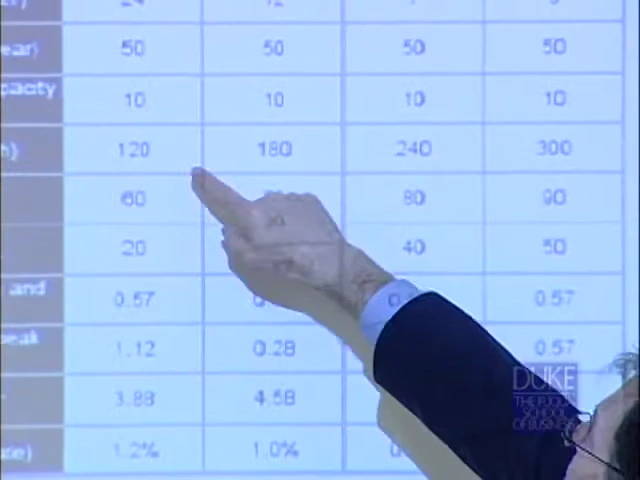 ear) 50 50 50 50
pacity 10 10 10 10
120 180 240 300
60 80 90
20 40 50
and 0.57 0.57
peak 1.12 0.28 0.57
3.88 4.58
1.2% 1.0%
DUKE
THE FUQUA
SCHOOL
OF BUSINESS